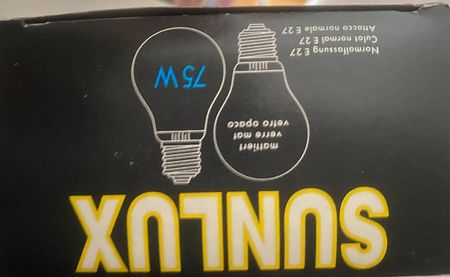 SUNLUX
mattiert
verre mat
vetro opaco
75W
Normalfassung E 27
Culot normal E 27
Attacco normale E 27